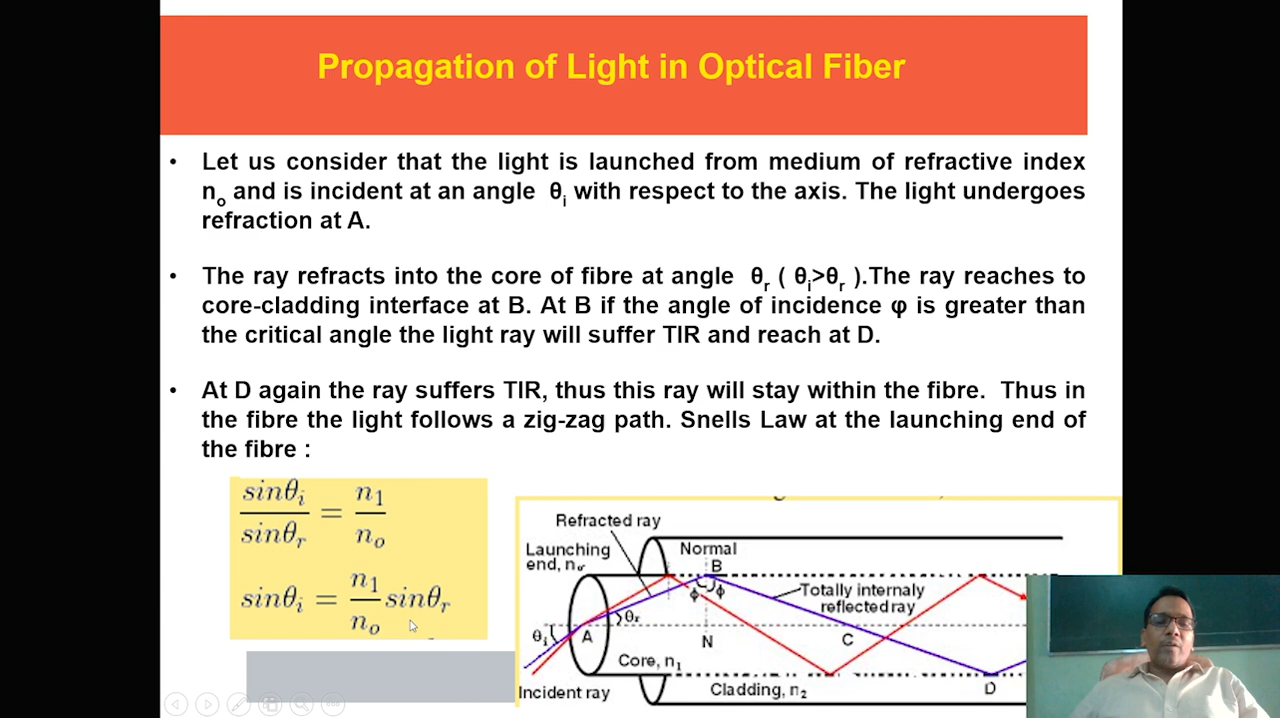 Propagation of Light in Optical Fiber
• Let us consider that the light is launched from medium of refractive index
no and is incident at an angle θi with respect to the axis. The light undergoes
refraction at A.
• The ray refracts into the core of fibre at angle θr ( θi>θr ).The ray reaches to
core-cladding interface at B. At B if the angle of incidence φ is greater than
the critical angle the light ray will suffer TIR and reach at D.
• At D again the ray suffers TIR, thus this ray will stay within the fibre. Thus in
the fibre the light follows a zig-zag path. Snells Law at the launching end of
the fibre :
sinθi / sinθr = n1 / no
sinθi = n1 / no sinθr
Refracted ray
Launching
end, no
Normal
B
ϕ ϕ
Totally internaly
reflected ray
θi
A
θr
N
C
Core, n1
Incident ray
Cladding, n2
D